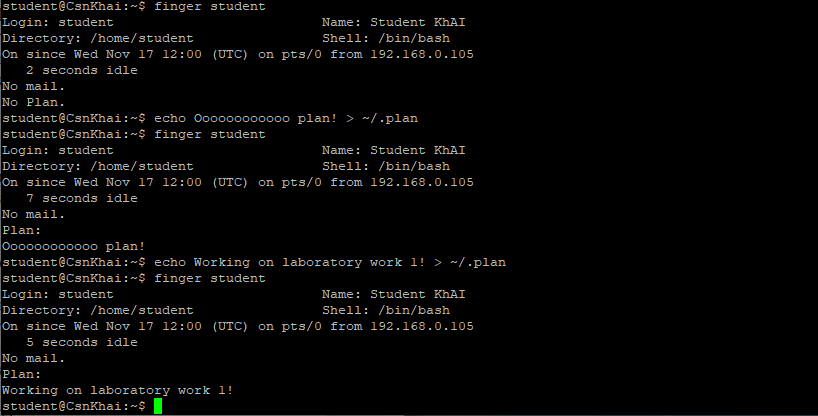 student@CsnKhai:~$ finger student
Login: student Name: Student KhAI
Directory: /home/student Shell: /bin/bash
On since Wed Nov 17 12:00 (UTC) on pts/0 from 192.168.0.105
2 seconds idle
No mail.
No Plan.
student@CsnKhai:~$ echo Oooooooooooo plan! > ~/.plan
student@CsnKhai:~$ finger student
Login: student Name: Student KhAI
Directory: /home/student Shell: /bin/bash
On since Wed Nov 17 12:00 (UTC) on pts/0 from 192.168.0.105
7 seconds idle
No mail.
Plan:
Oooooooooooo plan!
student@CsnKhai:~$ echo Working on laboratory work 1! > ~/.plan
student@CsnKhai:~$ finger student
Login: student Name: Student KhAI
Directory: /home/student Shell: /bin/bash
On since Wed Nov 17 12:00 (UTC) on pts/0 from 192.168.0.105
5 seconds idle
No mail.
Plan:
Working on laboratory work 1!
student@CsnKhai:~$